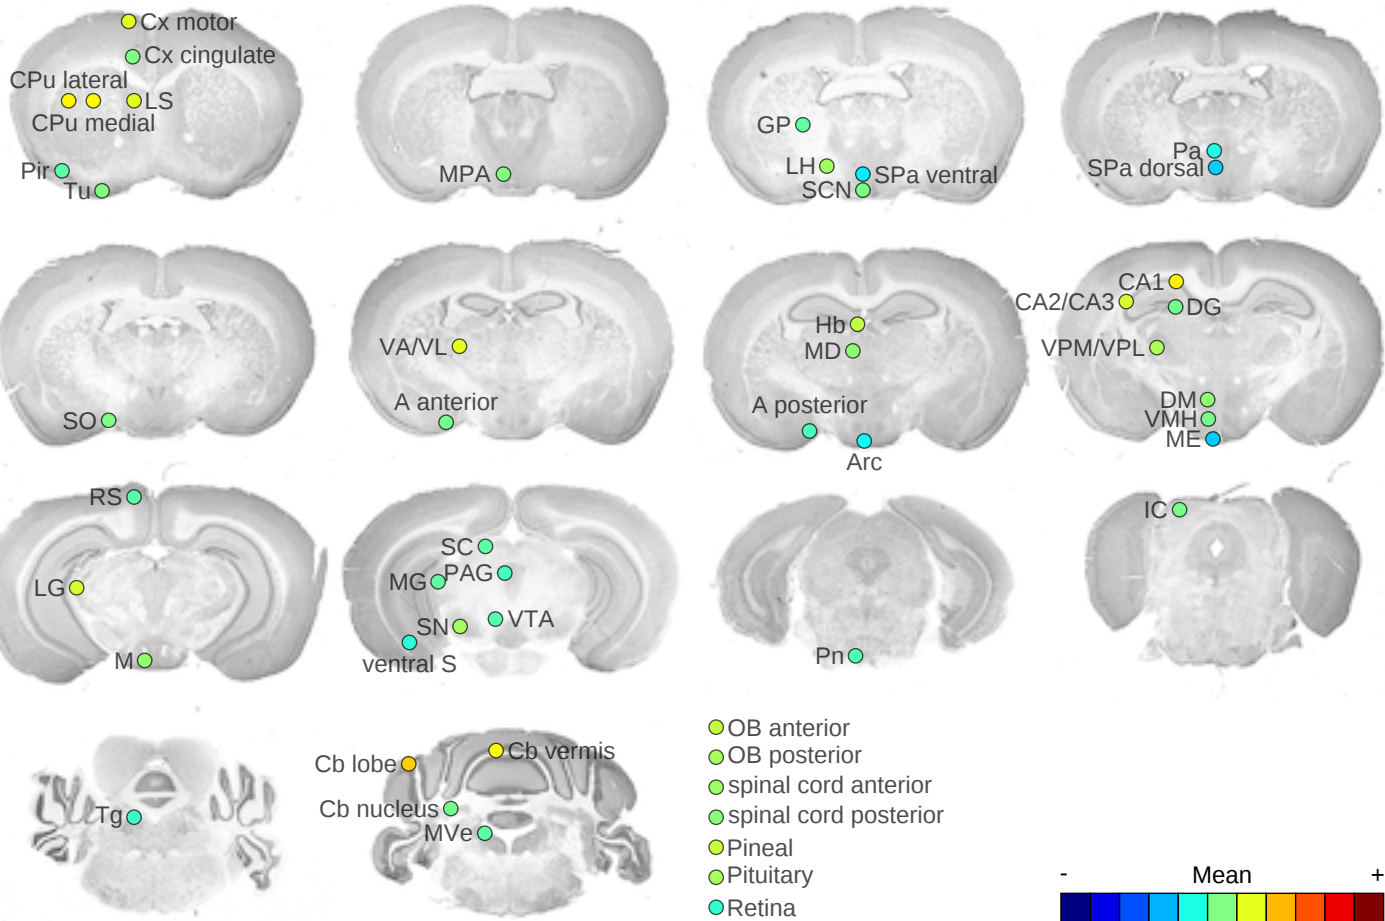 Cx motor
Cx cingulate
CPu lateral
LS
CPu medial
Pir
Tu
MPA
GP
LH
SPa ventral
SCN
Pa
SPa dorsal
SO
VA/VL
A anterior
Hb
MD
A posterior
Arc
CA1
CA2/CA3
DG
VPM/VPL
DM
VMH
ME
RS
LG
M
SC
MG
PAG
SN
VTA
ventral S
Pn
IC
Tg
Cb lobe
Cb vermis
Cb nucleus
MVe
OB anterior
OB posterior
spinal cord anterior
spinal cord posterior
Pineal
Pituitary
Retina
- Mean +